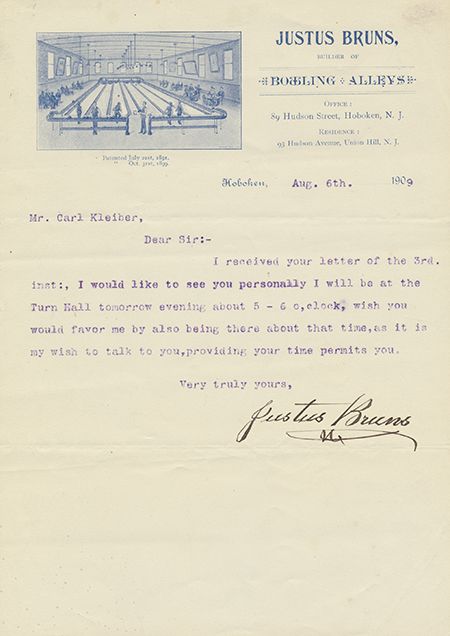 JUSTUS BRUNS,
BUILDER OF
BOWLING ALLEYS
OFFICE:
89 Hudson Street, Hoboken, N. J.
RESIDENCE:
93 Hudson Avenue, Union Hill, N. J.
Patented July 21st, 1891.
" Oct. 31st, 1899.
Hoboken, Aug. 6th. 1909
Mr. Carl Kleiber,
Dear Sir:-
I received your letter of the 3rd.
inst:, I would like to see you personally I will be at the
Turn Hall tomorrow evening about 5 - 6 o,clock, wish you
would favor me by also being there about that time,as it is
my wish to talk to you,providing your time permits you.
Very truly yours,
Justus Bruns